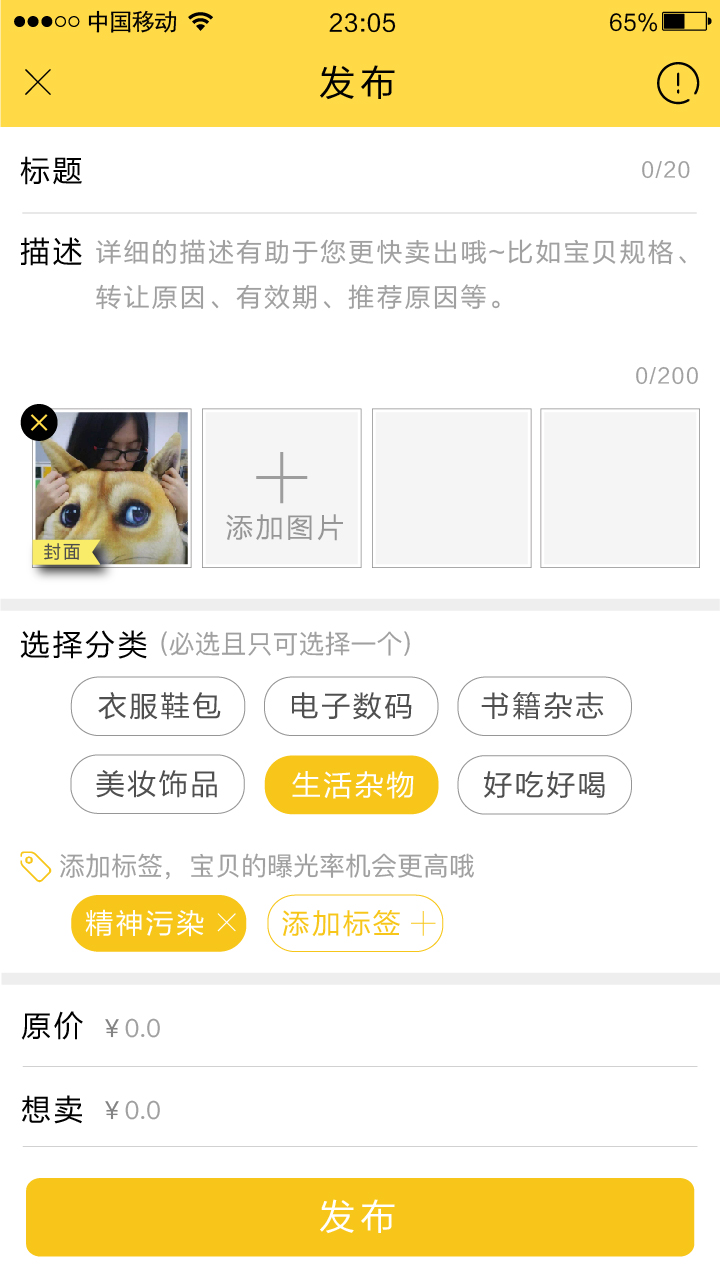 中国移动 23:05 65%
发布
标题 0/20
描述 详细的描述有助于您更快卖出哦~比如宝贝规格、
转让原因、有效期、推荐原因等。
0/200
添加图片
封面
选择分类 (必选且只可选择一个)
衣服鞋包 电子数码 书籍杂志
美妆饰品 生活杂物 好吃好喝
添加标签，宝贝的曝光率机会更高哦
精神污染 添加标签
原价 ¥0.0
想卖 ¥0.0
发布